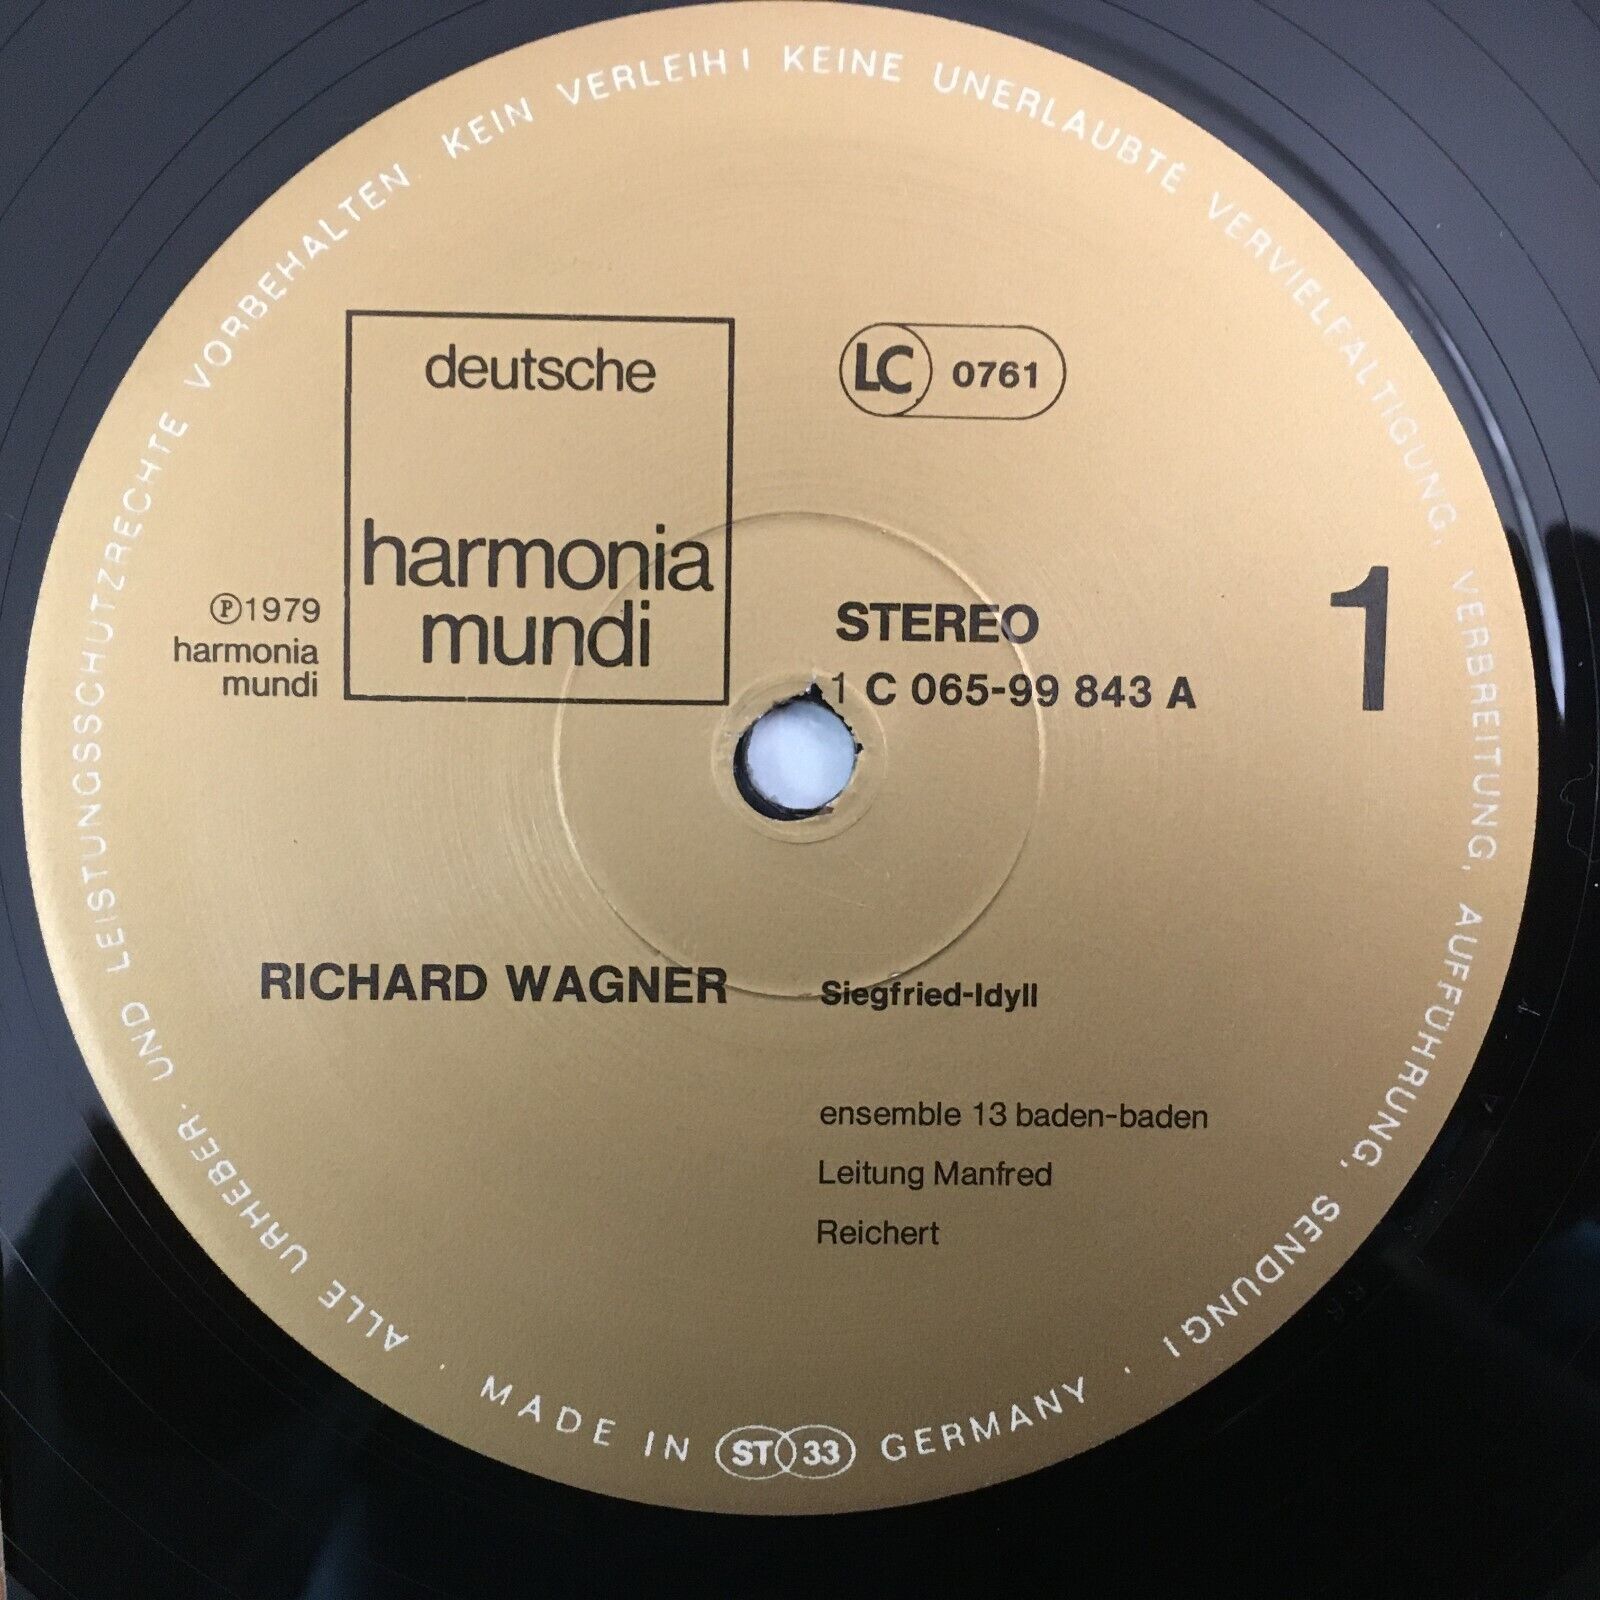 ALLE URHEBER- UND LEISTUNGSSCHUTZRECHTE VORBEHALTEN. KEIN VERLEIH! KEINE UNERLAUBTE VERVIELFALTIGUNG, VERBREITUNG, AUFFÜHRUNG, SENDUNG!
deutsche
harmonia
mundi
LC 0761
℗1979
harmonia
mundi
STEREO
1 C 065-99 843 A
1
RICHARD WAGNER
Siegfried-Idyll
ensemble 13 baden-baden
Leitung Manfred
Reichert
· MADE IN ST 33 GERMANY ·